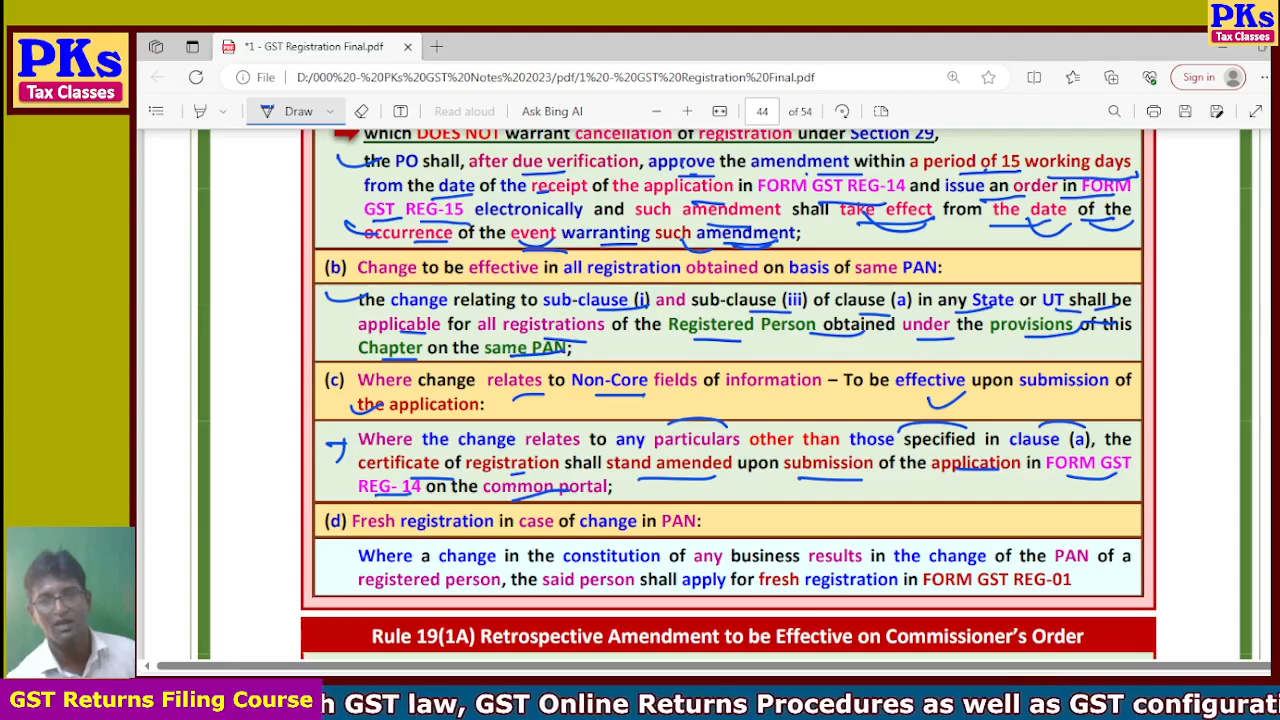 PKs
Tax Classes
PKs
Tax Classes
*1 - GST Registration Final.pdf
File
D:/000%20-%20PKs%20GST%20Notes%202023/pdf/1%20-%20GST%20Registration%20Final.pdf
Sign in
Draw
Read aloud
Ask Bing AI
44
of 54
which DOES NOT warrant cancellation of registration under Section 29,
the PO shall, after due verification, approve the amendment within a period of 15 working days
from the date of the receipt of the application in FORM GST REG-14 and issue an order in FORM
GST REG-15 electronically and such amendment shall take effect from the date of the
occurrence of the event warranting such amendment;
(b) Change to be effective in all registration obtained on basis of same PAN:
the change relating to sub-clause (i) and sub-clause (iii) of clause (a) in any State or UT shall be
applicable for all registrations of the Registered Person obtained under the provisions of this
Chapter on the same PAN;
(c) Where change relates to Non-Core fields of information – To be effective upon submission of
the application:
Where the change relates to any particulars other than those specified in clause (a), the
certificate of registration shall stand amended upon submission of the application in FORM GST
REG- 14 on the common portal;
(d) Fresh registration in case of change in PAN:
Where a change in the constitution of any business results in the change of the PAN of a
registered person, the said person shall apply for fresh registration in FORM GST REG-01
Rule 19(1A) Retrospective Amendment to be Effective on Commissioner's Order
GST Returns Filing Course
h GST law, GST Online Returns Procedures as well as GST configurati